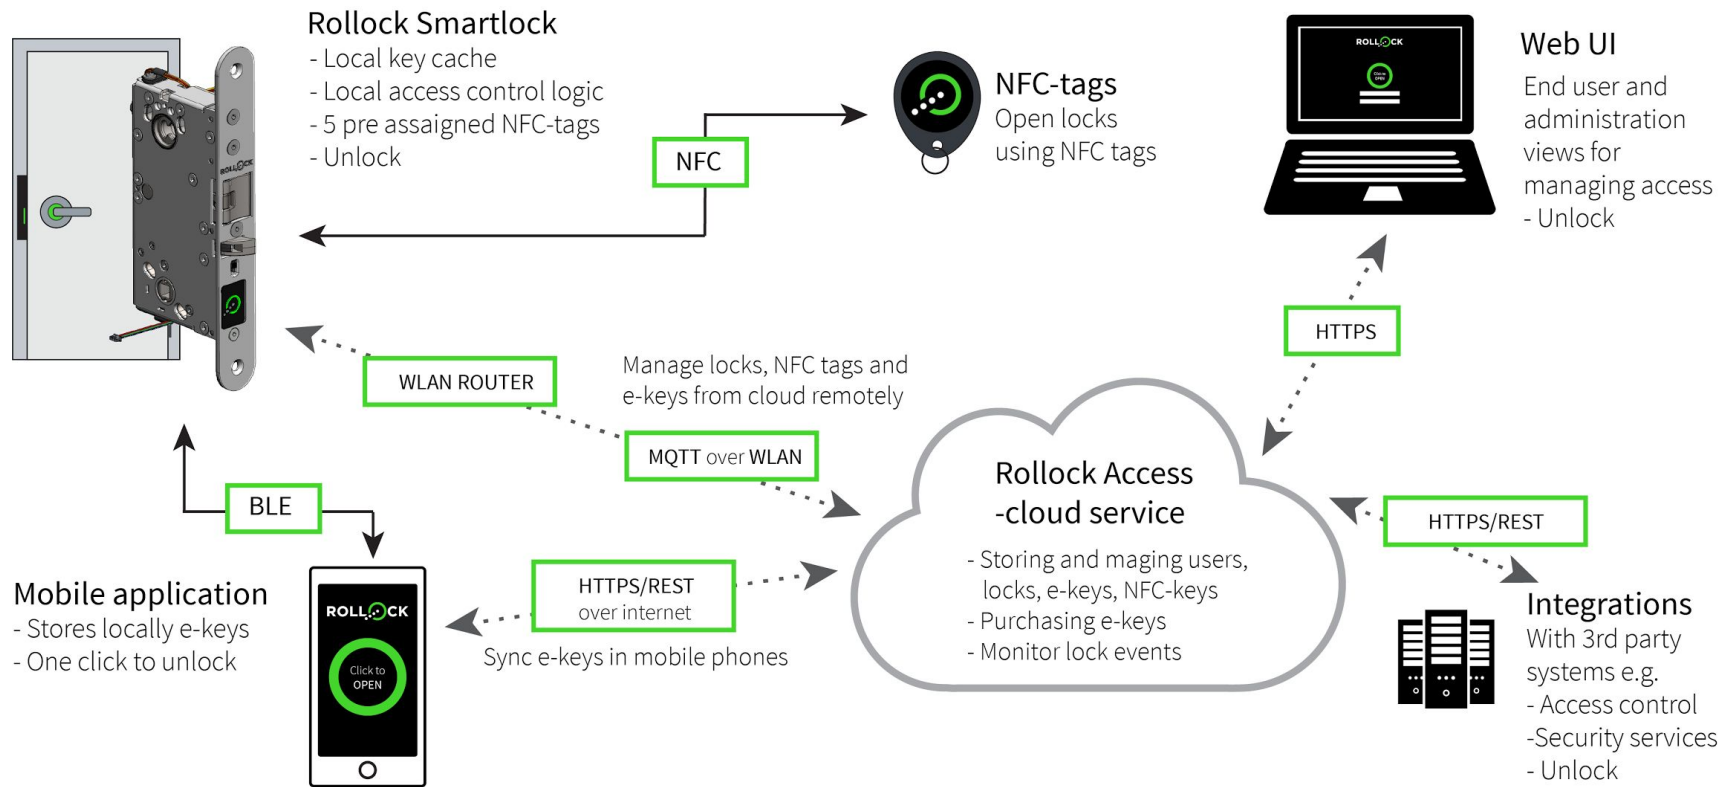 Rollock Smartlock
- Local key cache
- Local access control logic
- 5 pre assaigned NFC-tags
- Unlock
ROLLOCK
NFC
NFC-tags
Open locks
using NFC tags
ROLLOCK
Click to
OPEN
Web UI
End user and
administration
views for
managing access
- Unlock
HTTPS
WLAN ROUTER
Manage locks, NFC tags and
e-keys from cloud remotely
MQTT over WLAN
BLE
Rollock Access
-cloud service
- Storing and maging users,
locks, e-keys, NFC-keys
- Purchasing e-keys
- Monitor lock events
HTTPS/REST
HTTPS/REST
over internet
Sync e-keys in mobile phones
Mobile application
- Stores locally e-keys
- One click to unlock
ROLLOCK
Click to
OPEN
Integrations
With 3rd party
systems e.g.
- Access control
-Security services
- Unlock